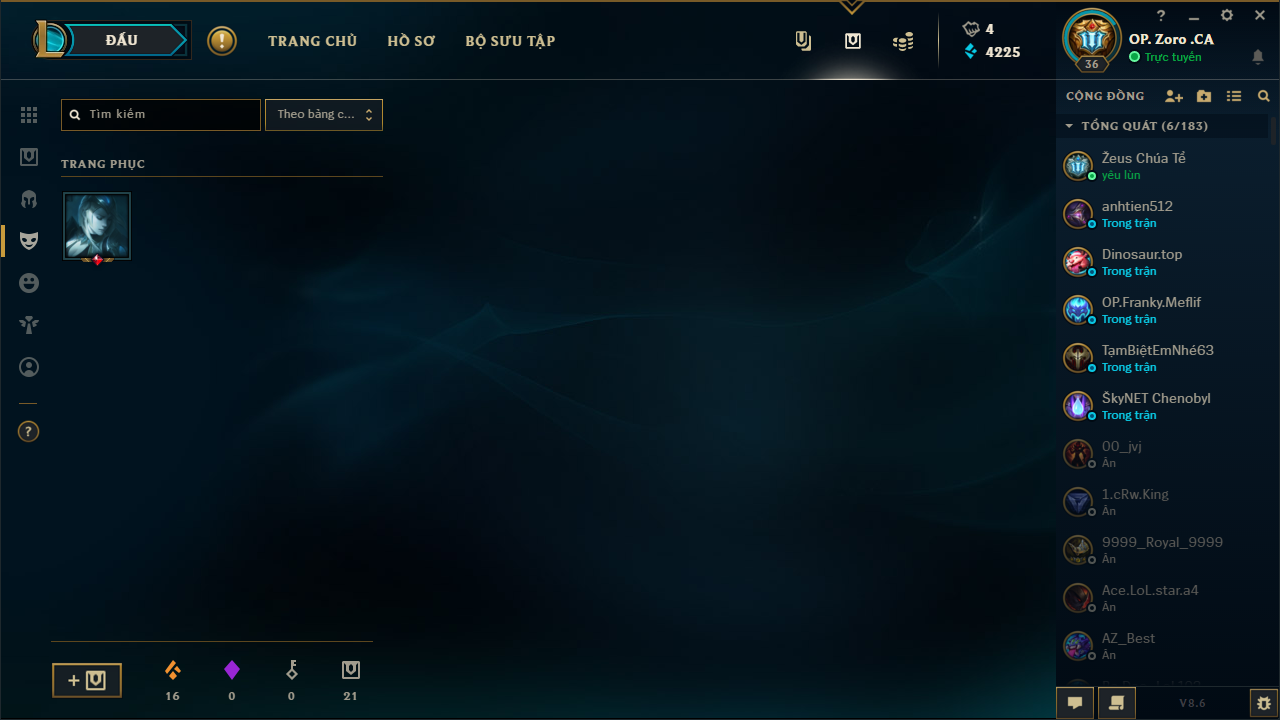 ĐẤU
TRANG CHỦ
HỒ SƠ
BỘ SƯU TẬP
4
4225
36
OP. Zoro .CA
Trực tuyến
Tìm kiếm
Theo bảng c...
TRANG PHỤC
16
0
0
21
CỘNG ĐỒNG
TỔNG QUÁT (6/183)
Žeus Chúa Tể
yêu lùn
anhtien512
Trong trận
Dinosaur.top
Trong trận
OP.Franky.Meflif
Trong trận
TạmBiệtEmNhé63
Trong trận
ŠkyNET Chenobyl
Trong trận
00_jvj
Ẩn
1.cRw.King
Ẩn
9999_Royal_9999
Ẩn
Ace.LoL.star.a4
Ẩn
AZ_Best
Ẩn
V8.6